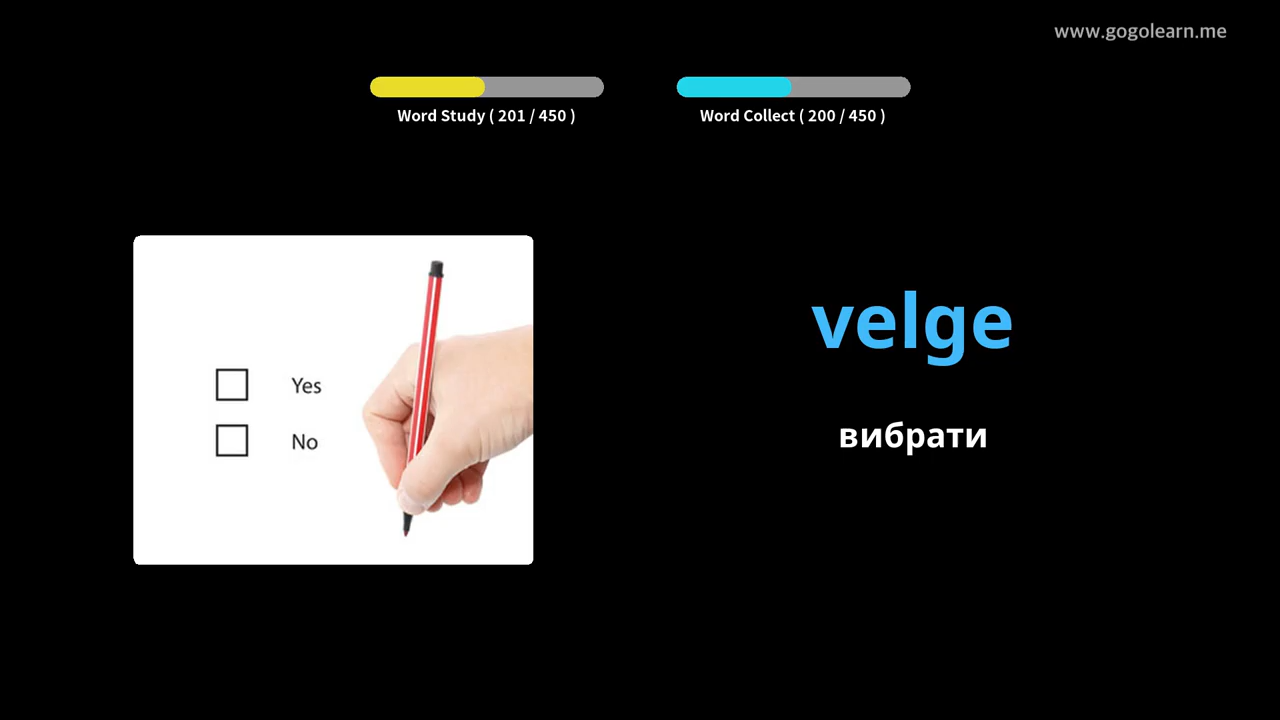 www.gogolearn.me
Word Study ( 201 / 450 )
Word Collect ( 200 / 450 )
Yes
No
velge
вибрати